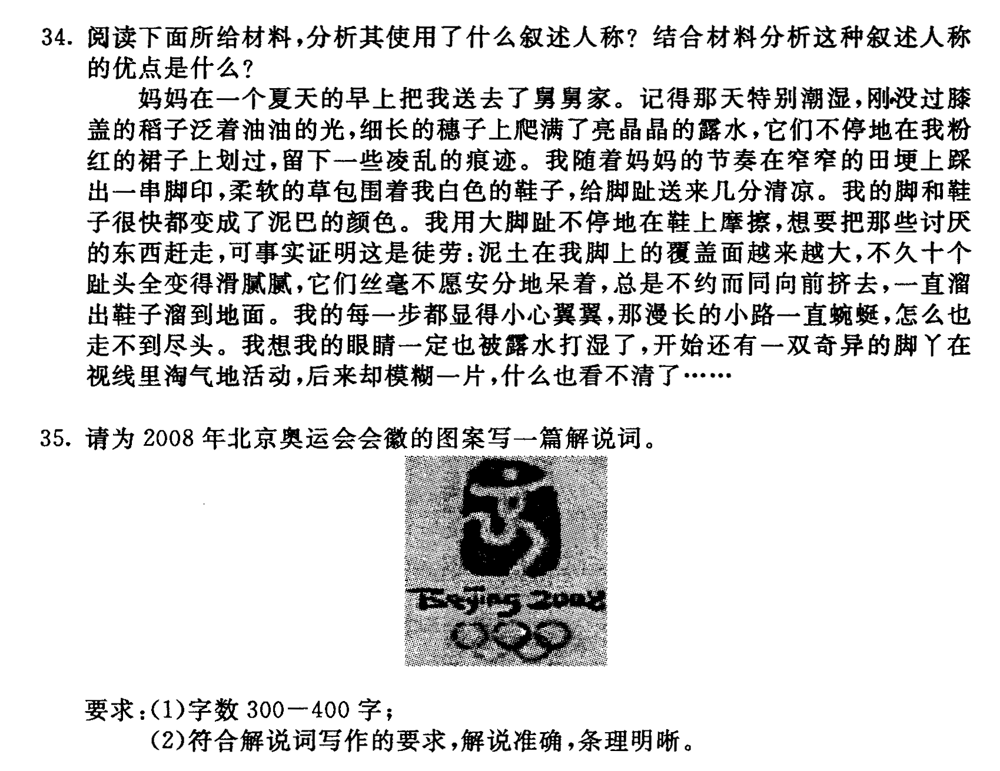 34. 阅读下面所给材料,分析其使用了什么叙述人称? 结合材料分析这种叙述人称
的优点是什么?
妈妈在一个夏天的早上把我送去了舅舅家。记得那天特别潮湿,刚没过膝
盖的稻子泛着油油的光,细长的穗子上爬满了亮晶晶的露水,它们不停地在我粉
红的裙子上划过,留下一些凌乱的痕迹。我随着妈妈的节奏在窄窄的田埂上踩
出一串脚印,柔软的草包围着我白色的鞋子,给脚趾送来几分清凉。我的脚和鞋
子很快都变成了泥巴的颜色。我用大脚趾不停地在鞋上摩擦,想要把那些讨厌
的东西赶走,可事实证明这是徒劳:泥土在我脚上的覆盖面越来越大,不久十个
趾头全变得滑腻腻,它们丝毫不愿安分地呆着,总是不约而同向前挤去,一直溜
出鞋子溜到地面。我的每一步都显得小心翼翼,那漫长的小路一直蜿蜒,怎么也
走不到尽头。我想我的眼睛一定也被露水打湿了,开始还有一双奇异的脚丫在
视线里淘气地活动,后来却模糊一片,什么也看不清了……
35. 请为 2008 年北京奥运会会徽的图案写一篇解说词。
Beijing 2008
要求:(1)字数 300—400 字;
(2)符合解说词写作的要求,解说准确,条理明晰。